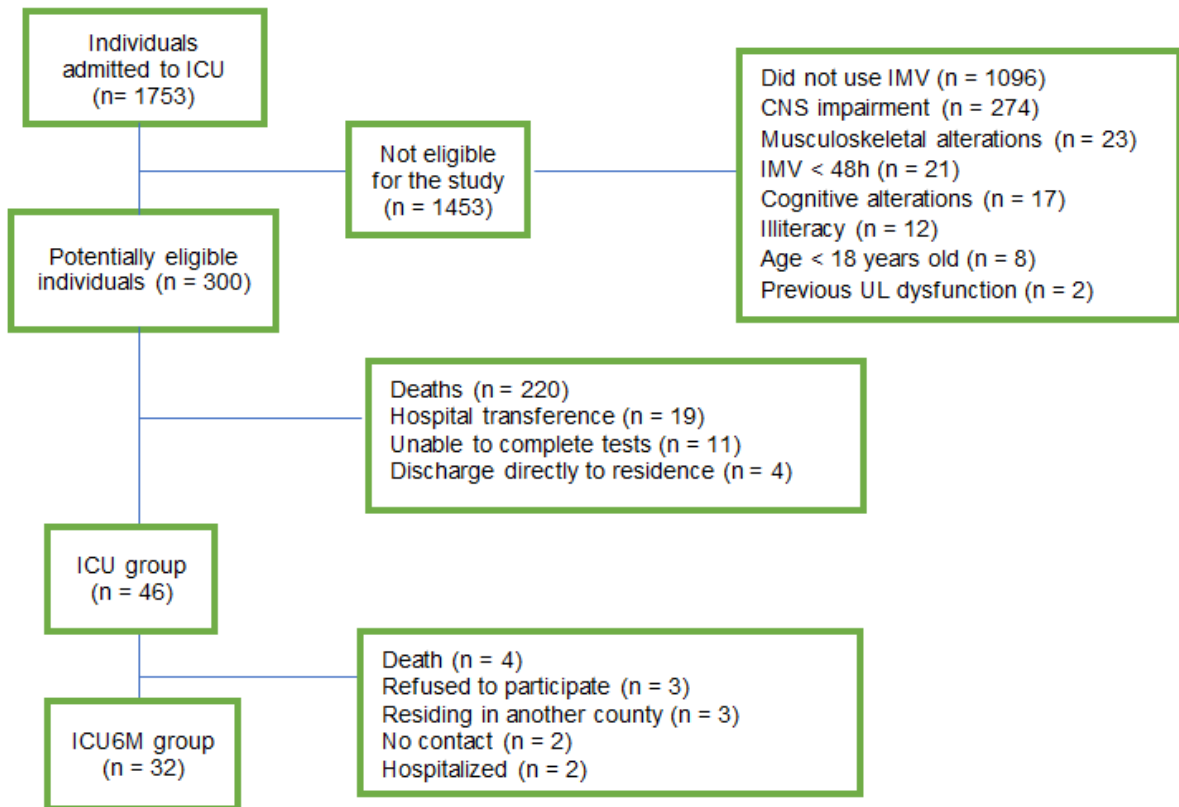 Individuals
admitted to ICU
(n= 1753)
Not eligible
for the study
(n = 1453)
Did not use IMV (n = 1096)
CNS impairment (n = 274)
Musculoskeletal alterations (n = 23)
IMV < 48h (n = 21)
Cognitive alterations (n = 17)
Illiteracy (n = 12)
Age < 18 years old (n = 8)
Previous UL dysfunction (n = 2)
Potentially eligible
individuals (n = 300)
Deaths (n = 220)
Hospital transference (n = 19)
Unable to complete tests (n = 11)
Discharge directly to residence (n = 4)
ICU group
(n = 46)
Death (n = 4)
Refused to participate (n = 3)
Residing in another county (n = 3)
No contact (n = 2)
Hospitalized (n = 2)
ICU6M group
(n = 32)